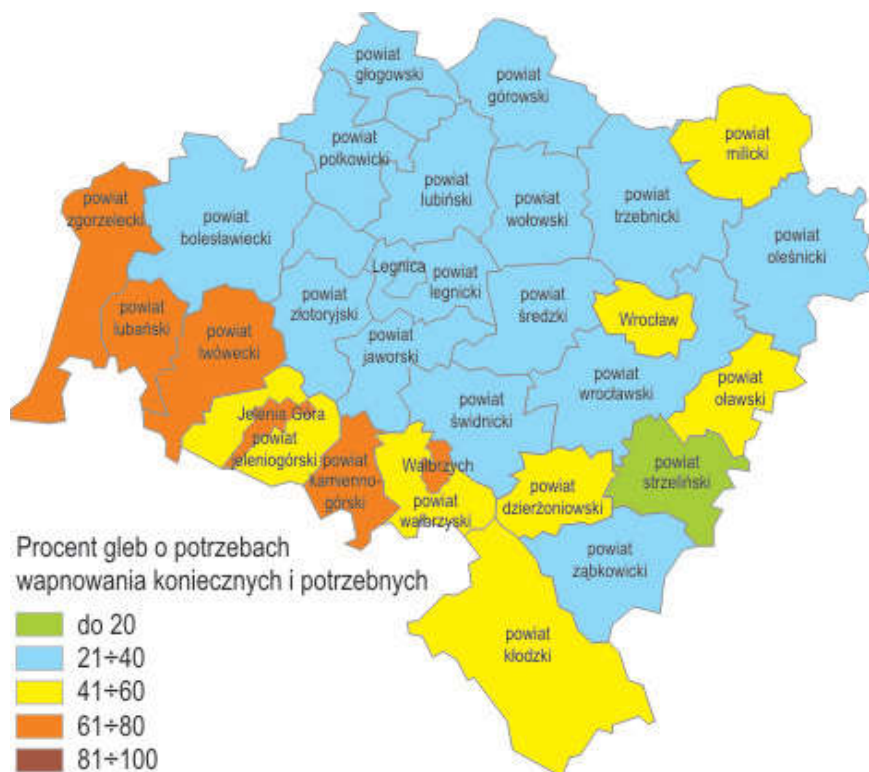 powiat
głogowski
powiat
górowski
powiat
milicki
powiat
polkowicki
powiat
lubiński
powiat
wołowski
powiat
trzebnicki
powiat
zgorzelecki
powiat
bolesławiecki
powiat
oleśnicki
Legnica
powiat
legnicki
powiat
złotoryjski
powiat
średzki
Wrocław
powiat
lubański
powiat
lwówecki
powiat
jaworski
powiat
wrocławski
powiat
oławski
Jelenia Góra
powiat
jeleniogórski
powiat
świdnicki
powiat
Kamienno-
górski
Wałbrzych
powiat
wałbrzyski
powiat
dzierżoniowski
powiat
strzeliński
powiat
ząbkowicki
powiat
kłodzki
Procent gleb o potrzebach
wapnowania koniecznych i potrzebnych
do 20
21÷40
41÷60
61÷80
81÷100